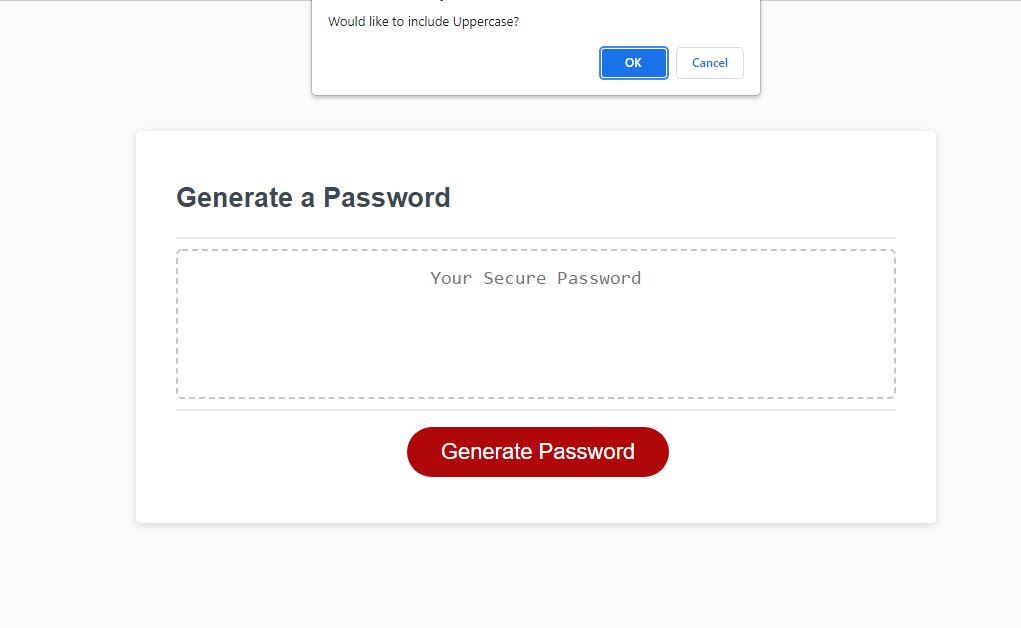 Would like to include Uppercase?
OK
Cancel
Generate a Password
Your Secure Password
Generate Password